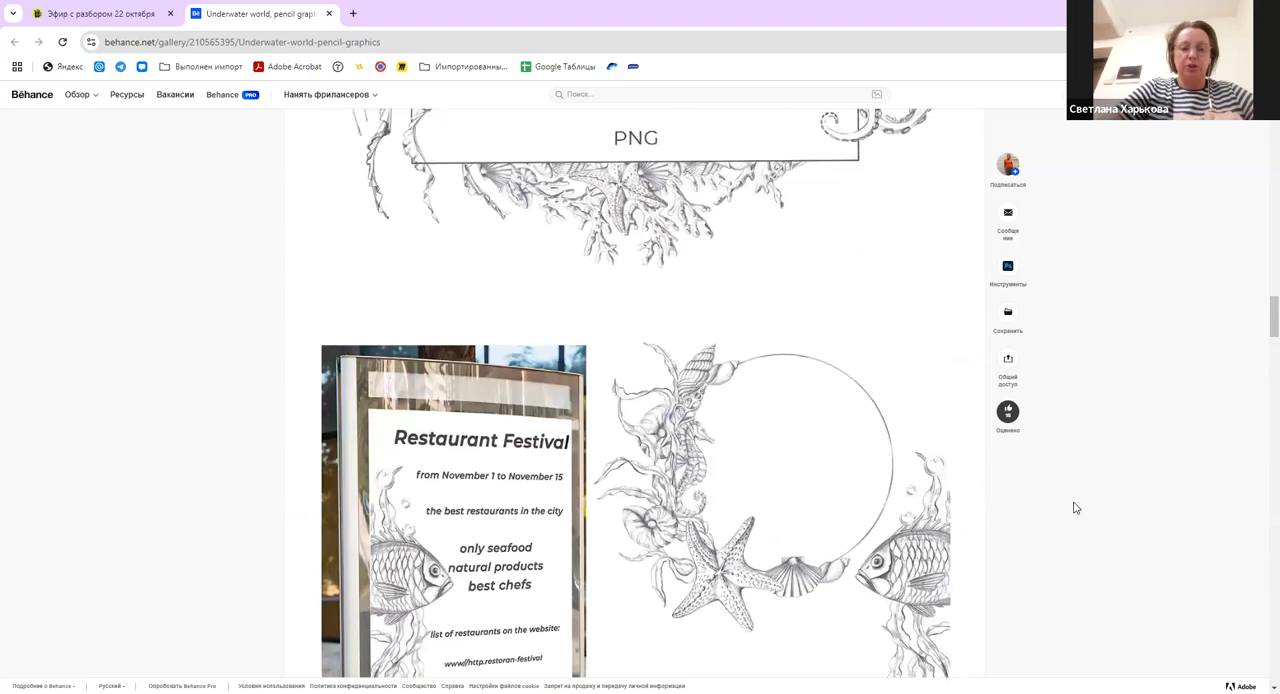 Эфир с разбором 22 октября
Underwater world, pencil graph
behance.net/gallery/210565395/Underwater-world-pencil-graphics
Яндекс
Выполнен импорт
Adobe Acrobat
Импортированны...
Google Таблицы
Светлана Харькова
Bēhance
Обзор
Ресурсы
Вакансии
Behance PRO
Нанять фрилансеров
Поиск...
PNG
Подписаться
Сообще
ние
Ps
Инструменты
Сохранить
Общий
доступ
Оценено
Restaurant Festival
from November 1 to November 15
the best restaurants in the city
only seafood
natural products
best chefs
list of restaurants on the website:
www//http.restoran-festival
Подробнее о Behance
Русский
Опробовать Behance Pro
Условия использования
Политика конфиденциальности
Сообщество
Справка
Настройки файлов cookie
Запрет на продажу и передачу личной информации
Adobe